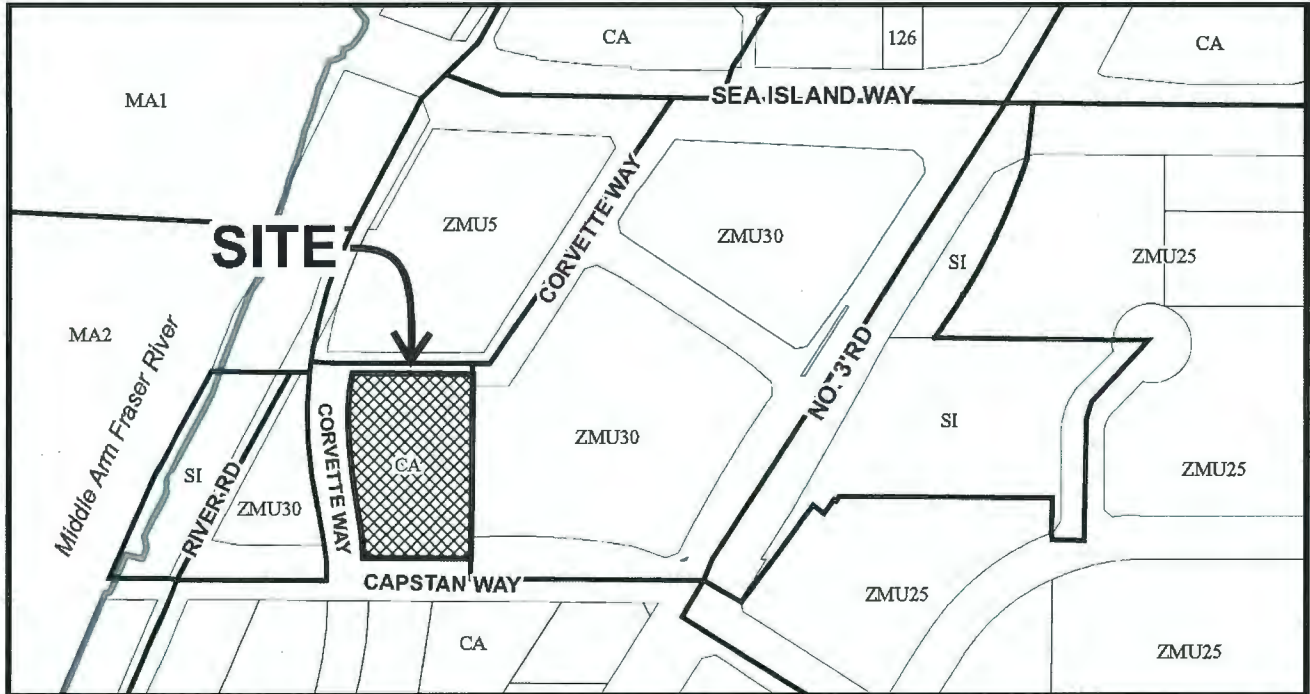 CA
126
CA
MA1
SEA ISLAND WAY
ZMU5
CORVETTE WAY
SITE
ZMU30
SI
ZMU25
MA2
Middle Arm Fraser River
NO. 3 RD
SI
RIVER RD
ZMU30
CORVETTE WAY
CA
ZMU30
SI
ZMU25
CAPSTAN WAY
CA
ZMU25
ZMU25